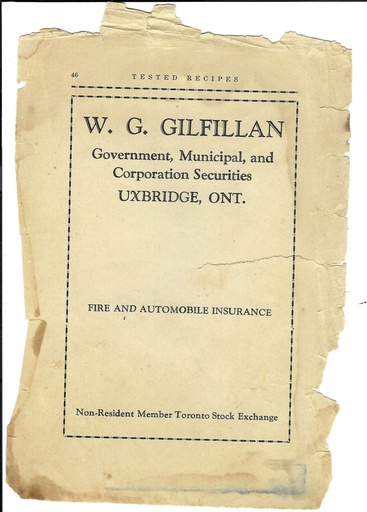 46 TESTED RECIPES
W. G. GILFILLAN
Government, Municipal, and
Corporation Securities
UXBRIDGE, ONT.
FIRE AND AUTOMOBILE INSURANCE
Non-Resident Member Toronto Stock Exchange